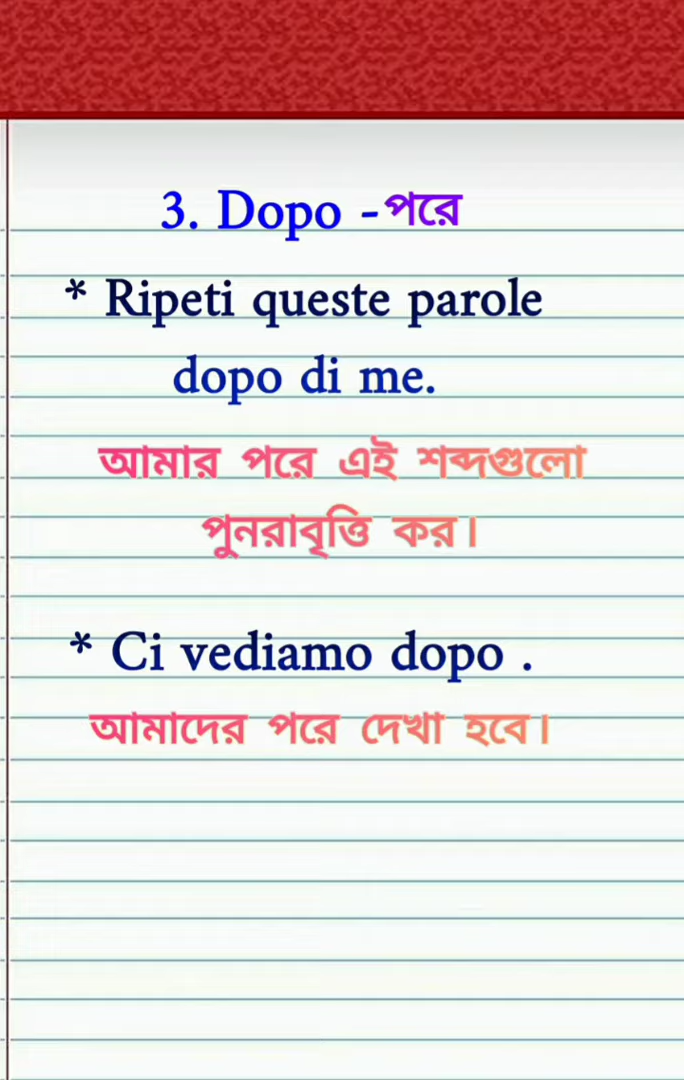 3. Dopo -পরে
* Ripeti queste parole
dopo di me.
আমার পরে এই শব্দগুলো
পুনরাবৃত্তি কর।
* Ci vediamo dopo .
আমাদের পরে দেখা হবে।